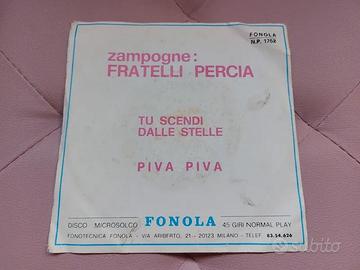 FONOLA
N.P. 1762
zampogne:
FRATELLI PERCIA
TU SCENDI
DALLE STELLE
PIVA PIVA
DISCO MICROSOLCO FONOLA 45 GIRI NORMAL PLAY
FONOTECNICA FONOLA - VIA ARIBERTO, 21 - 20123 MILANO - TELEF. 83.54.626
subito